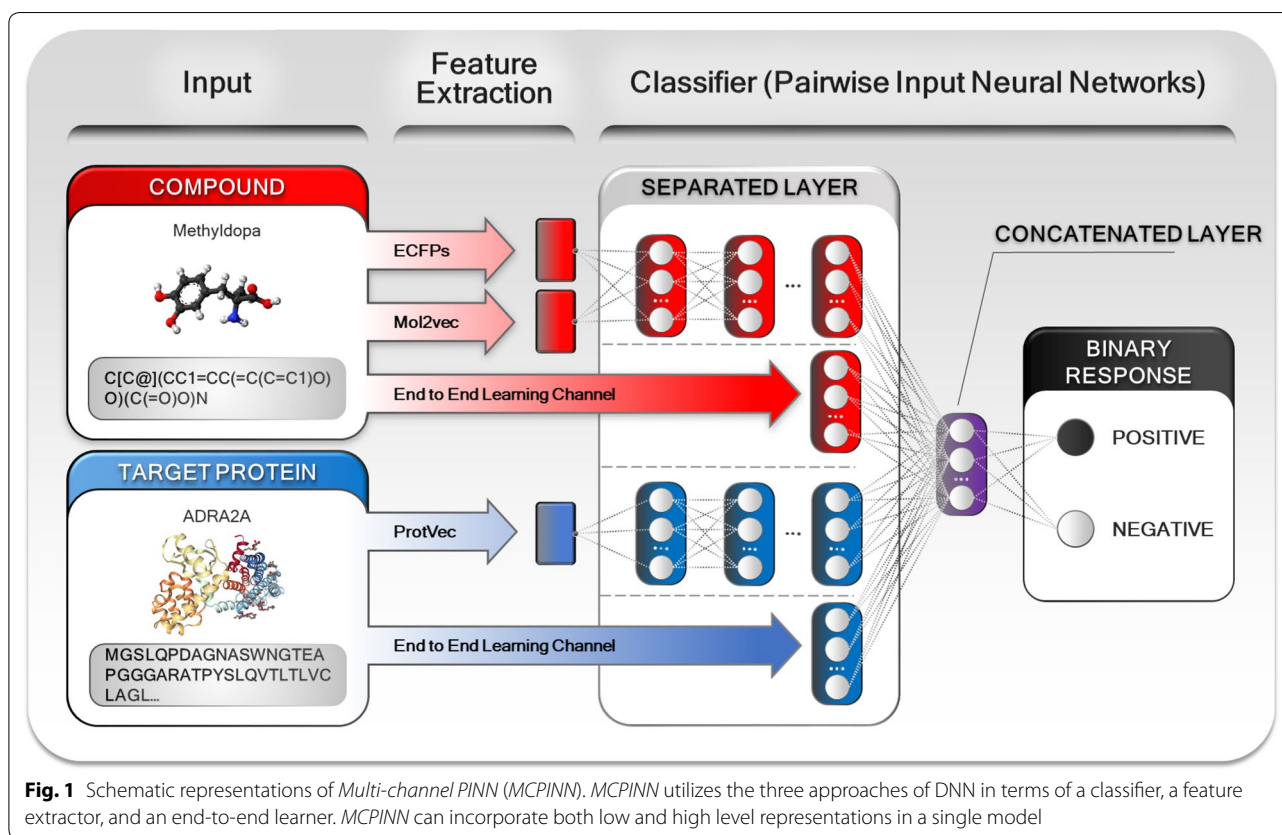 Input
Feature
Extraction
Classifier (Pairwise Input Neural Networks)
COMPOUND
Methyldopa
C[C@](CC1=CC(=C(C=C1)O)
O)(C(=O)O)N
ECFPs
Mol2vec
End to End Learning Channel
TARGET PROTEIN
ADRA2A
MGSLQPDAGNASWNGTEA
PGGGARATPYSLQVTLTLVC
LAGL...
ProtVec
End to End Learning Channel
SEPARATED LAYER
...
...
CONCATENATED LAYER
BINARY
RESPONSE
POSITIVE
NEGATIVE
Fig. 1 Schematic representations of Multi-channel PINN (MCPINN). MCPINN utilizes the three approaches of DNN in terms of a classifier, a feature
extractor, and an end-to-end learner. MCPINN can incorporate both low and high level representations in a single model